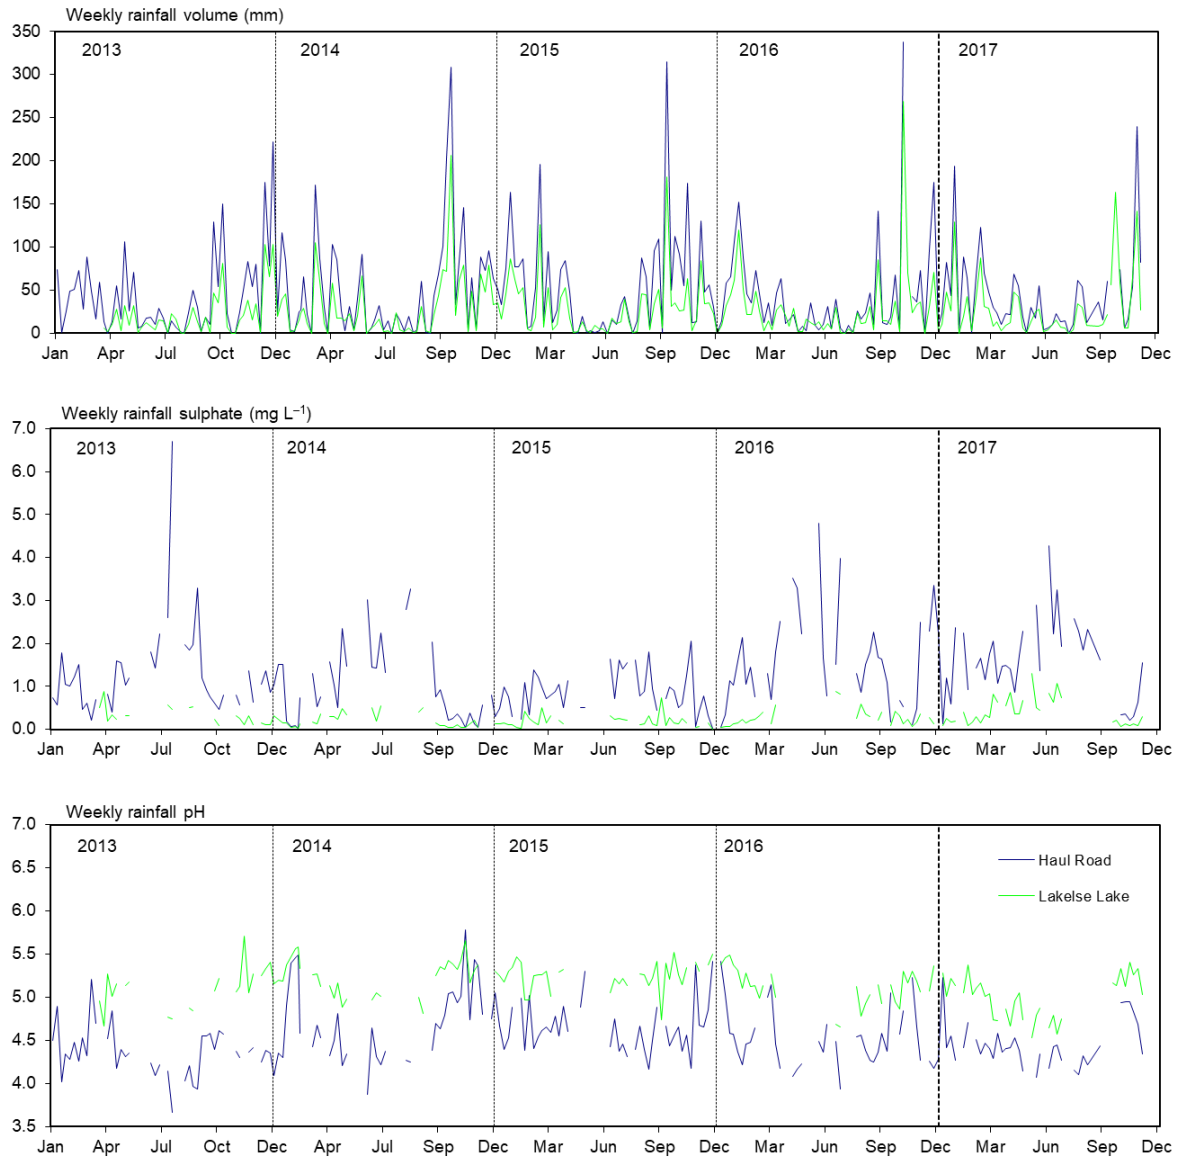 Weekly rainfall volume (mm)
350
2013 2014 2015 2016 2017
300
250
200
150
100
50
0
Jan Apr Jul Oct Dec Apr Jul Sep Dec Mar Jun Sep Dec Mar Jun Sep Dec Mar Jun Sep Dec
Weekly rainfall sulphate (mg L⁻¹)
7.0
2013 2014 2015 2016 2017
6.0
5.0
4.0
3.0
2.0
1.0
0.0
Jan Apr Jul Oct Dec Apr Jul Sep Dec Mar Jun Sep Dec Mar Jun Sep Dec Mar Jun Sep Dec
Weekly rainfall pH
7.0
2013 2014 2015 2016
6.5
Haul Road
6.0
Lakelse Lake
5.5
5.0
4.5
4.0
3.5
Jan Apr Jul Oct Dec Apr Jul Sep Dec Mar Jun Sep Dec Mar Jun Sep Dec Mar Jun Sep Dec